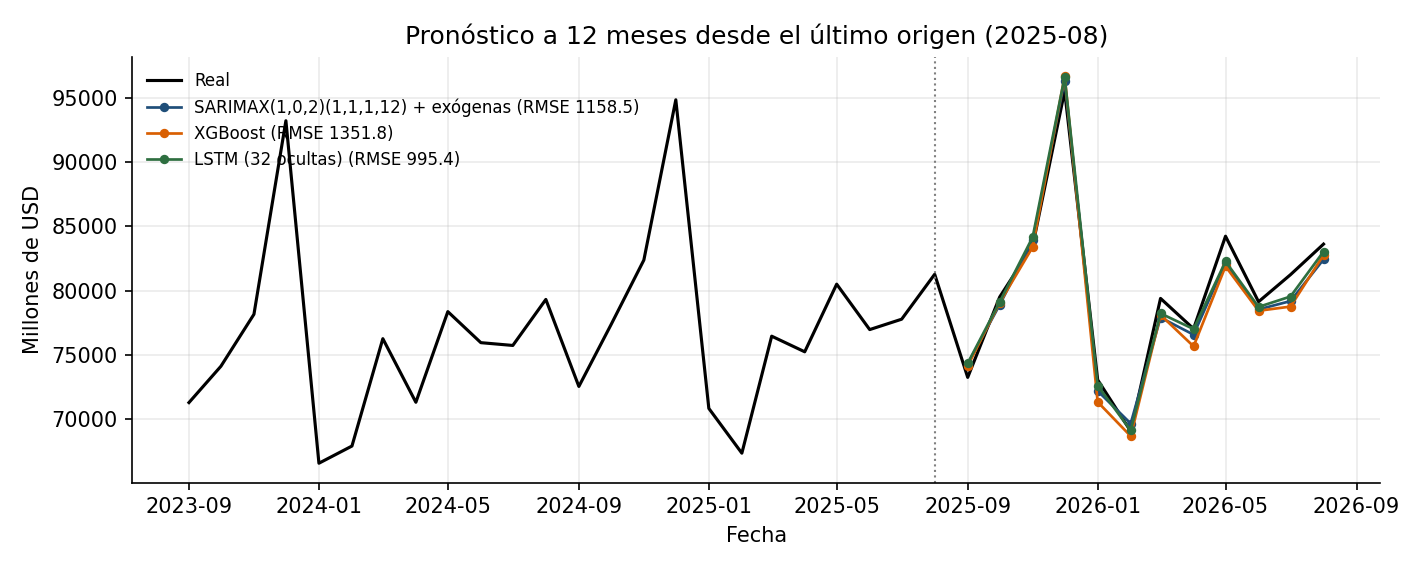 Pronóstico a 12 meses desde el último origen (2025-08)
Real
SARIMAX(1,0,2)(1,1,1,12) + exógenas (RMSE 1158.5)
XGBoost (RMSE 1351.8)
LSTM (32 ocultas) (RMSE 995.4)
Millones de USD
95000
90000
85000
80000
75000
70000
2023-09 2024-01 2024-05 2024-09 2025-01 2025-05 2025-09 2026-01 2026-05 2026-09
Fecha